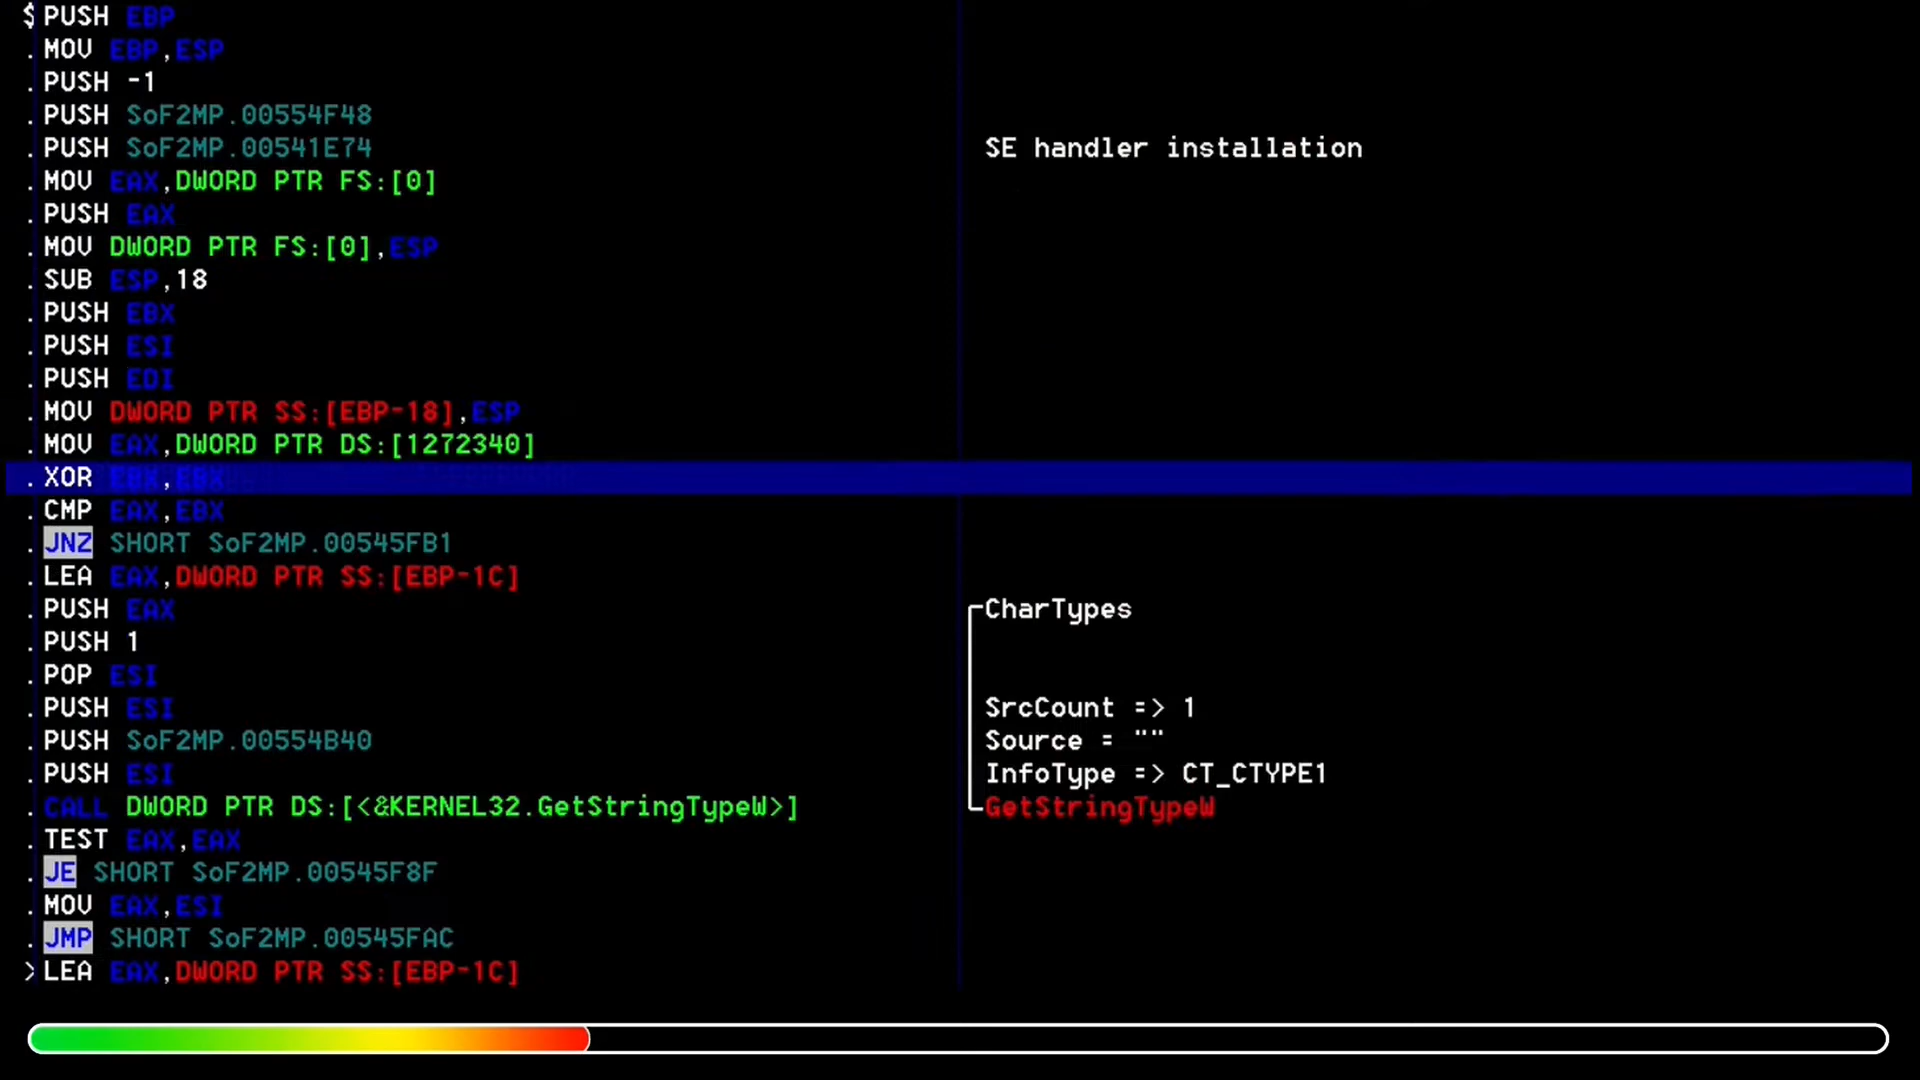 $ PUSH EBP
. MOV EBP,ESP
. PUSH -1
. PUSH SoF2MP.00554F48
. PUSH SoF2MP.00541E74 SE handler installation
. MOV EAX,DWORD PTR FS:[0]
. PUSH EAX
. MOV DWORD PTR FS:[0],ESP
. SUB ESP,18
. PUSH EBX
. PUSH ESI
. PUSH EDI
. MOV DWORD PTR SS:[EBP-18],ESP
. MOV EAX,DWORD PTR DS:[1272340]
. XOR EBX,EBX
. CMP EAX,EBX
. JNZ SHORT SoF2MP.00545FB1
. LEA EAX,DWORD PTR SS:[EBP-1C]
. PUSH EAX CharTypes
. PUSH 1
. POP ESI
. PUSH ESI SrcCount => 1
. PUSH SoF2MP.00554B40 Source = ""
. PUSH ESI InfoType => CT_CTYPE1
. CALL DWORD PTR DS:[<&KERNEL32.GetStringTypeW>] GetStringTypeW
. TEST EAX,EAX
. JE SHORT SoF2MP.00545F8F
. MOV EAX,ESI
. JMP SHORT SoF2MP.00545FAC
> LEA EAX,DWORD PTR SS:[EBP-1C]